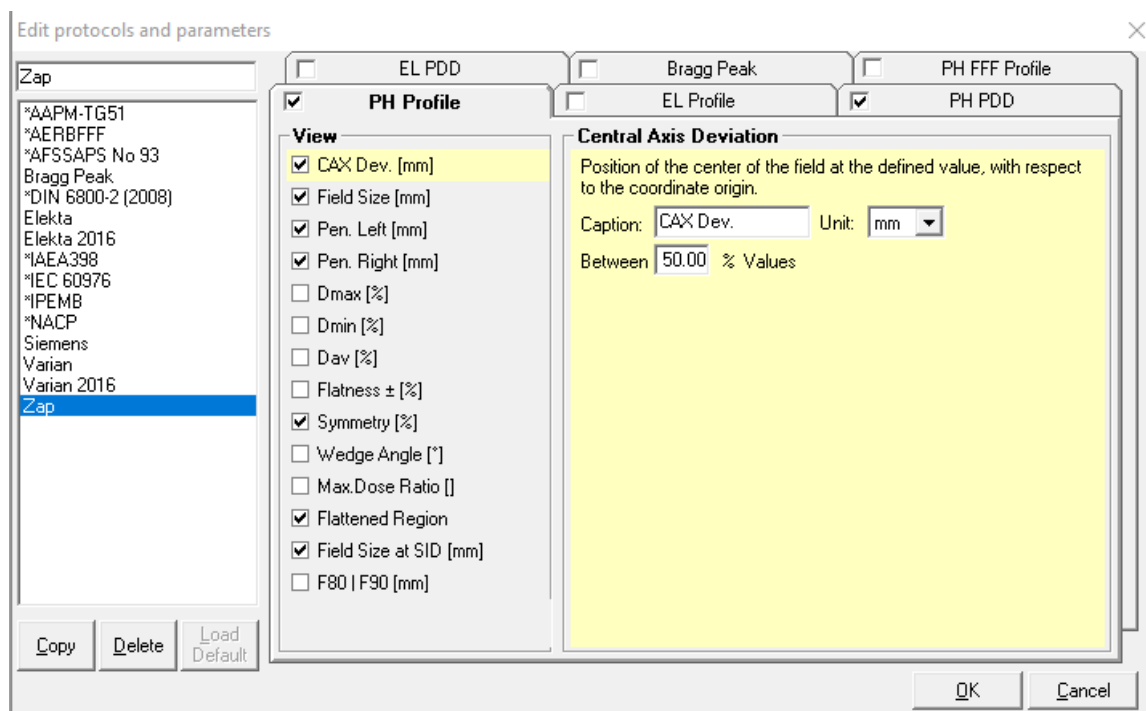 Edit protocols and parameters
Zap
*AAPM-TG51
*AERBFFF
*AFSSAPS No 93
Bragg Peak
*DIN 6800-2 (2008)
Elekta
Elekta 2016
*IAEA398
*IEC 60976
*IPEMB
*NACP
Siemens
Varian
Varian 2016
Zap
Copy
Delete
Load
Default
EL PDD
Bragg Peak
PH FFF Profile
PH Profile
EL Profile
PH PDD
View
CAX Dev. [mm]
Field Size [mm]
Pen. Left [mm]
Pen. Right [mm]
Dmax [%]
Dmin [%]
Dav [%]
Flatness ± [%]
Symmetry [%]
Wedge Angle [°]
Max.Dose Ratio []
Flattened Region
Field Size at SID [mm]
F80 | F90 [mm]
Central Axis Deviation
Position of the center of the field at the defined value, with respect
to the coordinate origin.
Caption: CAX Dev. Unit: mm
Between 50.00 % Values
OK
Cancel